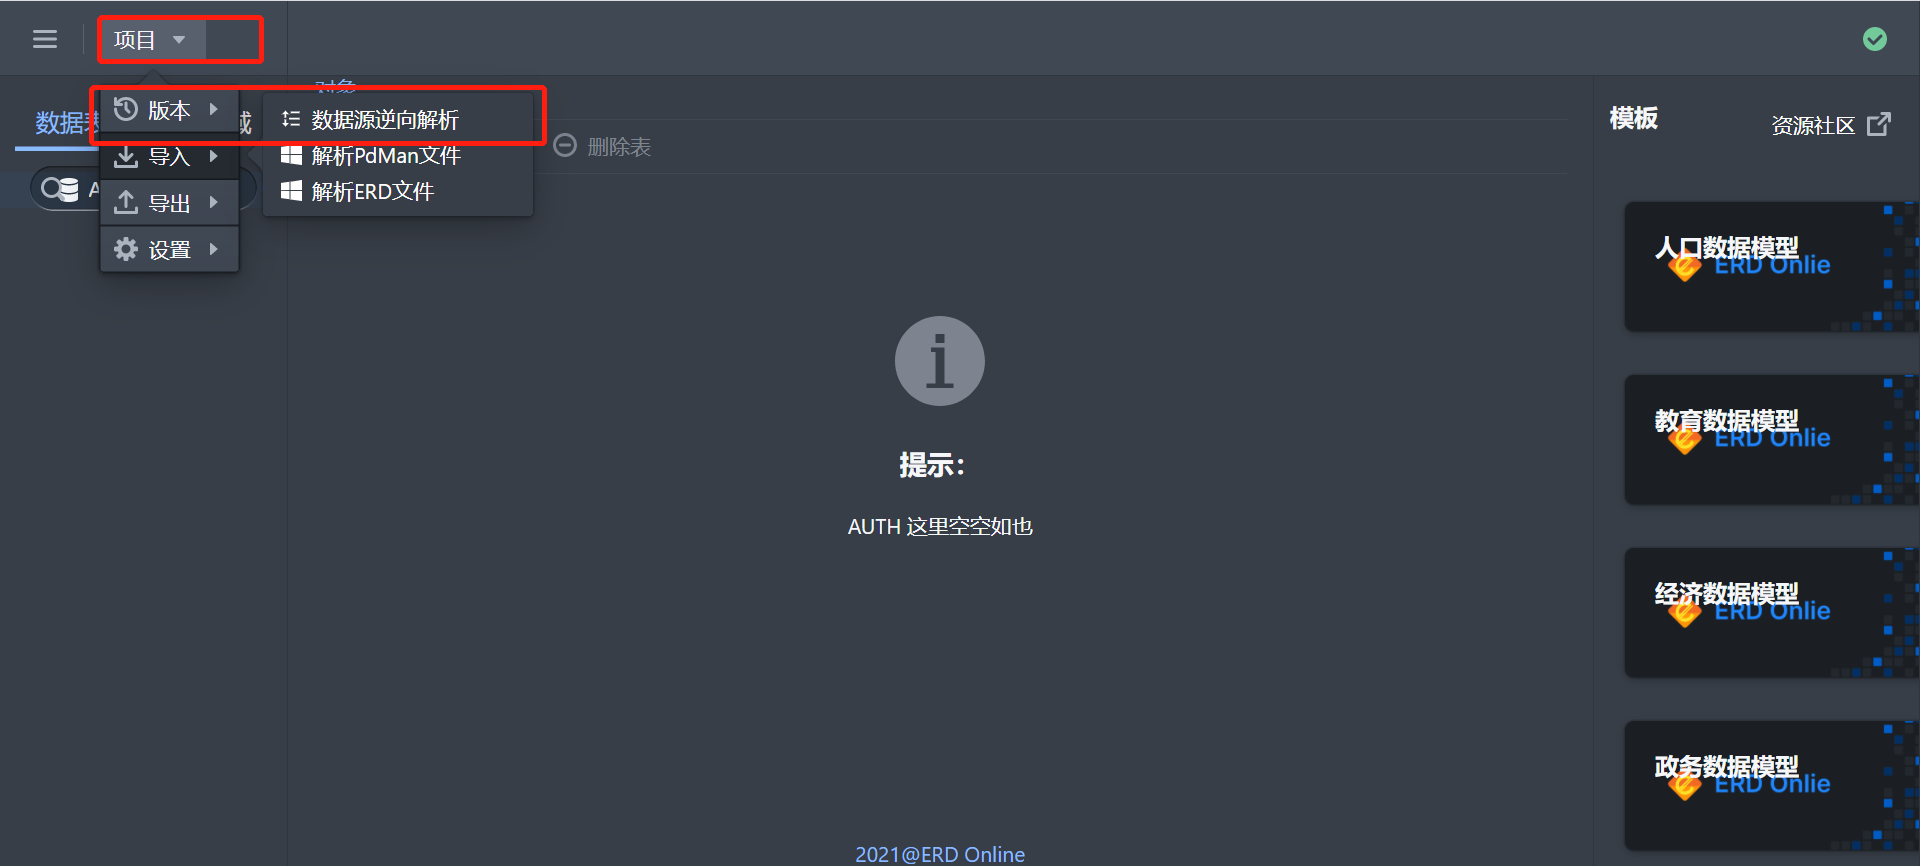 项目
对象
数据表
域
版本
数据源逆向解析
导入
解析PdMan文件
解析ERD文件
导出
设置
删除表
模板
资源社区
人口数据模型
ERD Onlie
教育数据模型
ERD Onlie
经济数据模型
ERD Onlie
政务数据模型
ERD Onlie
提示：
AUTH 这里空空如也
2021@ERD Online